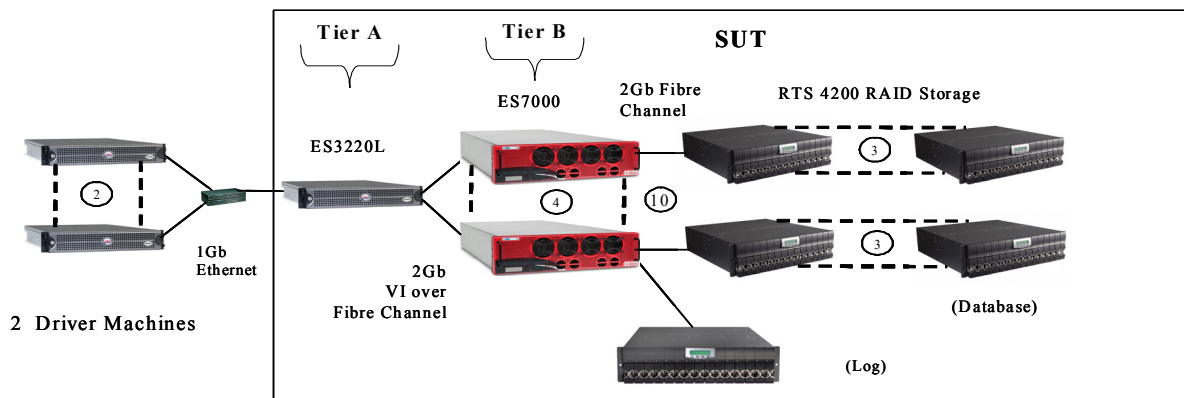 Tier A
Tier B
SUT
ES7000
2Gb Fibre
Channel
RTS 4200 RAID Storage
ES3220L
3
2
4
10
3
1Gb
Ethernet
2Gb
VI over
Fibre Channel
2 Driver Machines
(Database)
(Log)